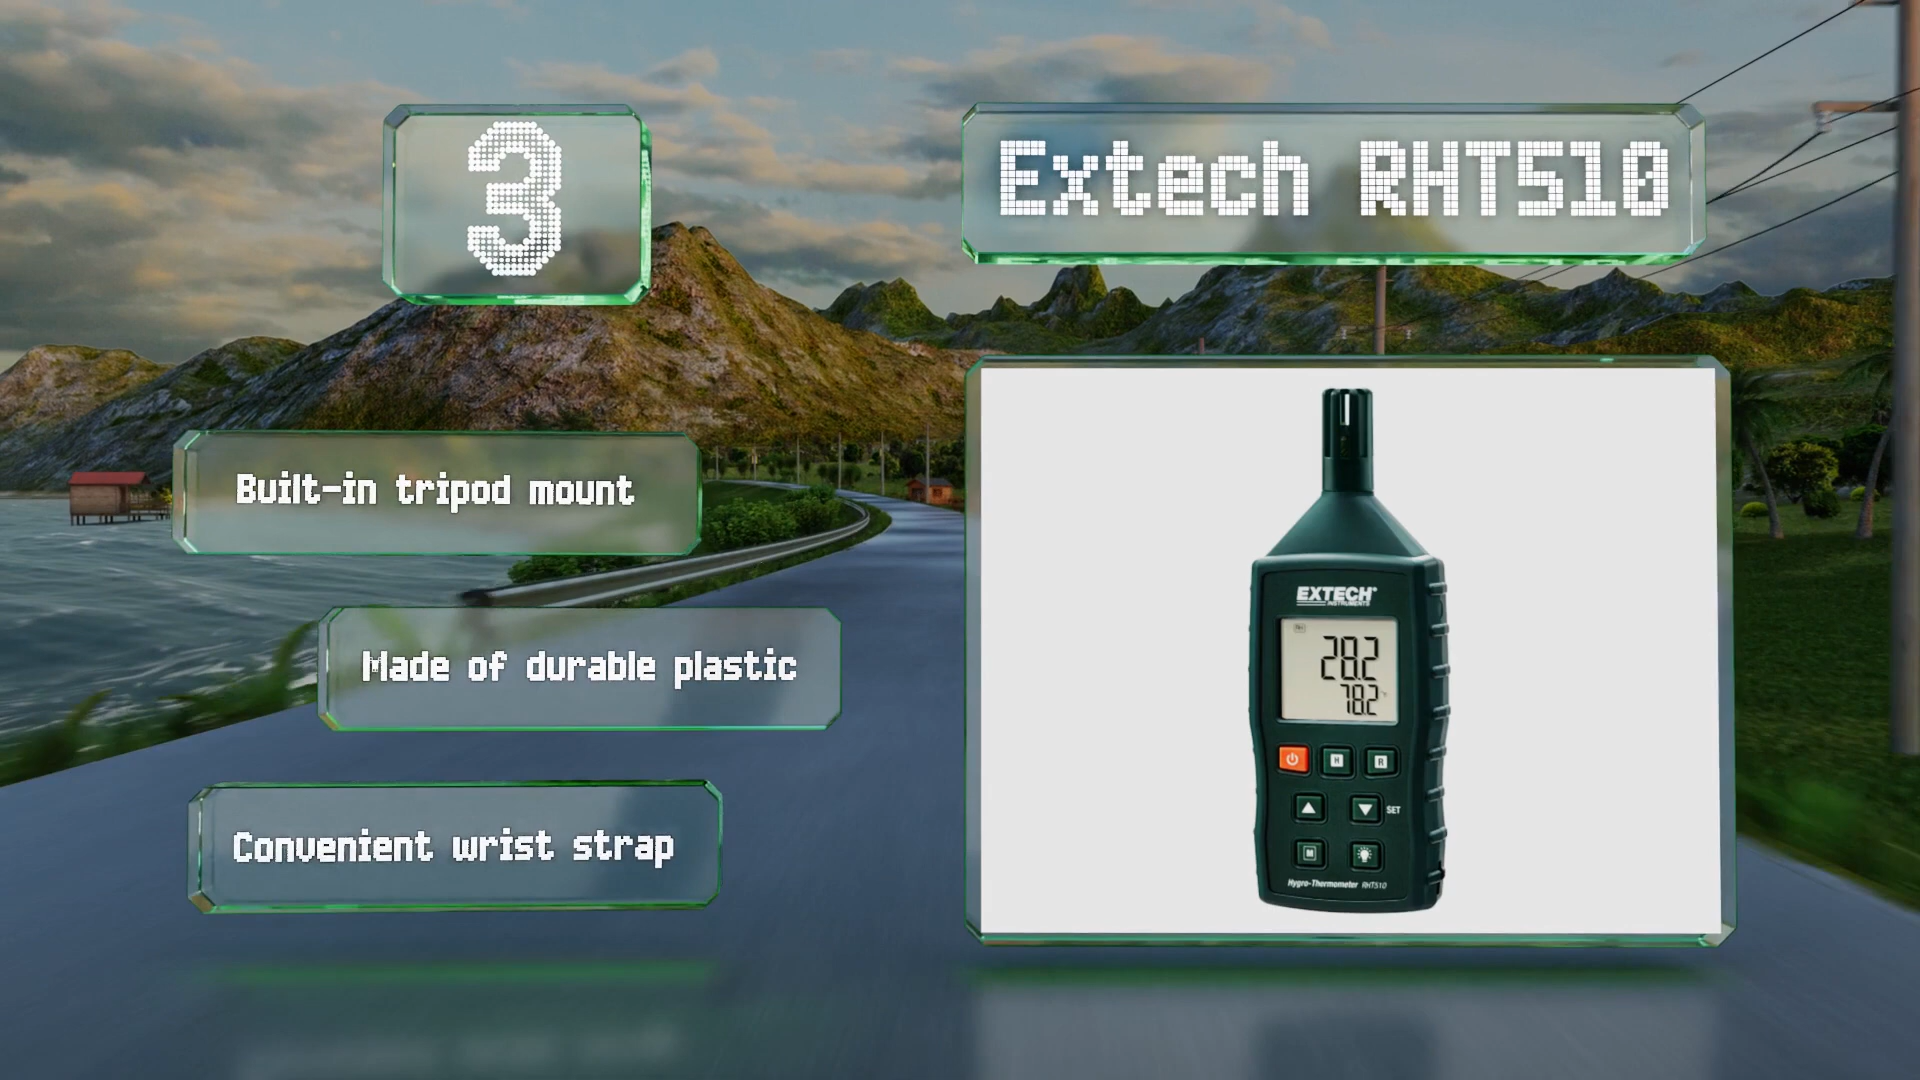 3
Extech RHT510
Built-in tripod mount
Made of durable plastic
Convenient wrist strap
EXTECH
INSTRUMENTS
28.2
78.2
H
R
SET
M
Hygro-Thermometer RHT510